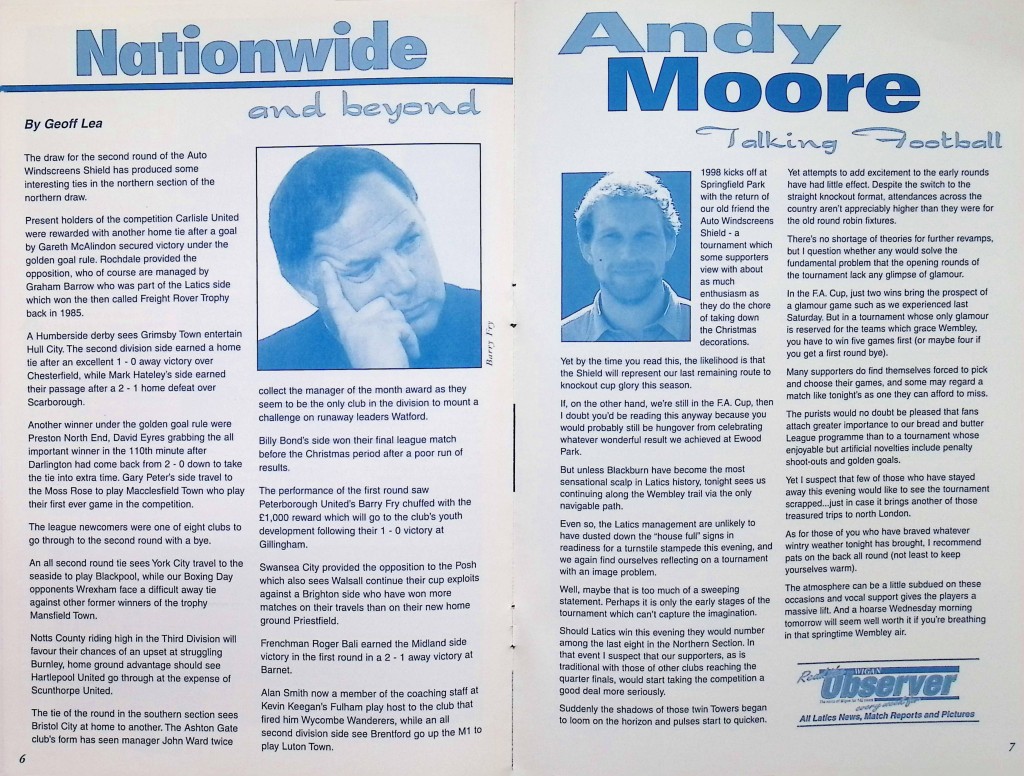 Nationwide
and beyond
By Geoff Lea
The draw for the second round of the Auto
Windscreens Shield has produced some
interesting ties in the northern section of the
northern draw.
Present holders of the competition Carlisle United
were rewarded with another home tie after a goal
by Gareth McAlindon secured victory under the
golden goal rule. Rochdale provided the
opposition, who of course are managed by
Graham Barrow who was part of the Latics side
which won the then called Freight Rover Trophy
back in 1985.
A Humberside derby sees Grimsby Town entertain
Hull City. The second division side earned a home
tie after an excellent 1 - 0 away victory over
Chesterfield, while Mark Hateley's side earned
their passage after a 2 - 1 home defeat over
Scarborough.
Another winner under the golden goal rule were
Preston North End, David Eyres grabbing the all
important winner in the 110th minute after
Darlington had come back from 2 - 0 down to take
the tie into extra time. Gary Peter's side travel to
the Moss Rose to play Macclesfield Town who play
their first ever game in the competition.
The league newcomers were one of eight clubs to
go through to the second round with a bye.
An all second round tie sees York City travel to the
seaside to play Blackpool, while our Boxing Day
opponents Wrexham face a difficult away tie
against other former winners of the trophy
Mansfield Town.
Notts County riding high in the Third Division will
favour their chances of an upset at struggling
Burnley, home ground advantage should see
Hartlepool United go through at the expense of
Scunthorpe United.
The tie of the round in the southern section sees
Bristol City at home to another. The Ashton Gate
club's form has seen manager John Ward twice
6
Barry Fry
collect the manager of the month award as they
seem to be the only club in the division to mount a
challenge on runaway leaders Watford.
Billy Bond's side won their final league match
before the Christmas period after a poor run of
results.
The performance of the first round saw
Peterborough United's Barry Fry chuffed with the
£1,000 reward which will go to the club's youth
development following their 1 - 0 victory at
Gillingham.
Swansea City provided the opposition to the Posh
which also sees Walsall continue their cup exploits
against a Brighton side who have won more
matches on their travels than on their new home
ground Priestfield.
Frenchman Roger Bali earned the Midland side
victory in the first round in a 2 - 1 away victory at
Barnet.
Alan Smith now a member of the coaching staff at
Kevin Keegan's Fulham play host to the club that
fired him Wycombe Wanderers, while an all
second division side see Brentford go up the M1 to
play Luton Town.
Andy
Moore
Talking Football
1998 kicks off at
Springfield Park
with the return of
our old friend the
Auto Windscreens
Shield - a
tournament which
some supporters
view with about
as much
enthusiasm as
they do the chore
of taking down
the Christmas
decorations.
Yet by the time you read this, the likelihood is that
the Shield will represent our last remaining route to
knockout cup glory this season.
If, on the other hand, we're still in the F.A. Cup, then
I doubt you'd be reading this anyway because you
would probably still be hungover from celebrating
whatever wonderful result we achieved at Ewood
Park.
But unless Blackburn have become the most
sensational scalp in Latics history, tonight sees us
continuing along the Wembley trail via the only
navigable path.
Even so, the Latics management are unlikely to
have dusted down the "house full" signs in
readiness for a turnstile stampede this evening, and
we again find ourselves reflecting on a tournament
with an image problem.
Well, maybe that is too much of a sweeping
statement. Perhaps it is only the early stages of the
tournament which can't capture the imagination.
Should Latics win this evening they would number
among the last eight in the Northern Section. In
that event I suspect that our supporters, as is
traditional with those of other clubs reaching the
quarter finals, would start taking the competition a
good deal more seriously.
Suddenly the shadows of those twin Towers began
to loom on the horizon and pulses start to quicken.
Yet attempts to add excitement to the early rounds
have had little effect. Despite the switch to the
straight knockout format, attendances across the
country aren't appreciably higher than they were for
the old round robin fixtures.
There's no shortage of theories for further revamps,
but I question whether any would solve the
fundamental problem that the opening rounds of
the tournament lack any glimpse of glamour.
In the F.A. Cup, just two wins bring the prospect of
a glamour game such as we experienced last
Saturday. But in a tournament whose only glamour
is reserved for the teams which grace Wembley,
you have to win five games first (or maybe four if
you get a first round bye).
Many supporters do find themselves forced to pick
and choose their games, and some may regard a
match like tonight's as one they can afford to miss.
The purists would no doubt be pleased that fans
attach greater importance to our bread and butter
League programme than to a tournament whose
enjoyable but artificial novelties include penalty
shoot-outs and golden goals.
Yet I suspect that few of those who have stayed
away this evening would like to see the tournament
scrapped...just in case it brings another of those
treasured trips to north London.
As for those of you who have braved whatever
wintry weather tonight has brought, I recommend
pats on the back all round (not least to keep
yourselves warm).
The atmosphere can be a little subdued on these
occasions and vocal support gives the players a
massive lift. And a hoarse Wednesday morning
tomorrow will seem well worth it if you're breathing
in that springtime Wembley air.
Read the WIGAN
Observer
every week for
All Latics News, Match Reports and Pictures
7